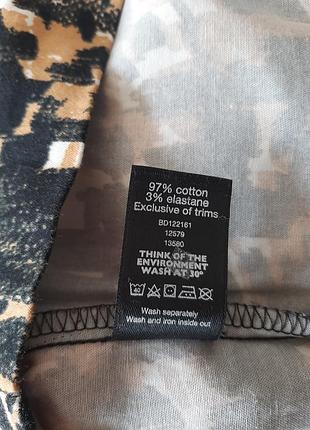 97% cotton
3% elastane
Exclusive of trims
BD122161
12579
13580
THINK OF THE
ENVIRONMENT
WASH AT 30°
40
Wash separately
Wash and iron inside out